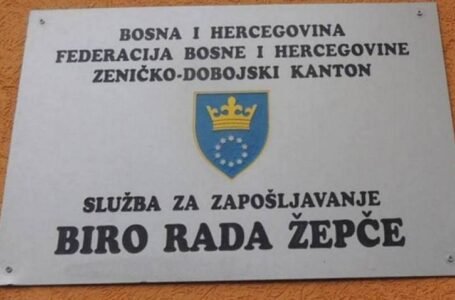 BOSNA I HERCEGOVINA
FEDERACIJA BOSNE I HERCEGOVINE
ZENIČKO-DOBOJSKI KANTON
SLUŽBA ZA ZAPOŠLJAVANJE
BIRO RADA ŽEPČE